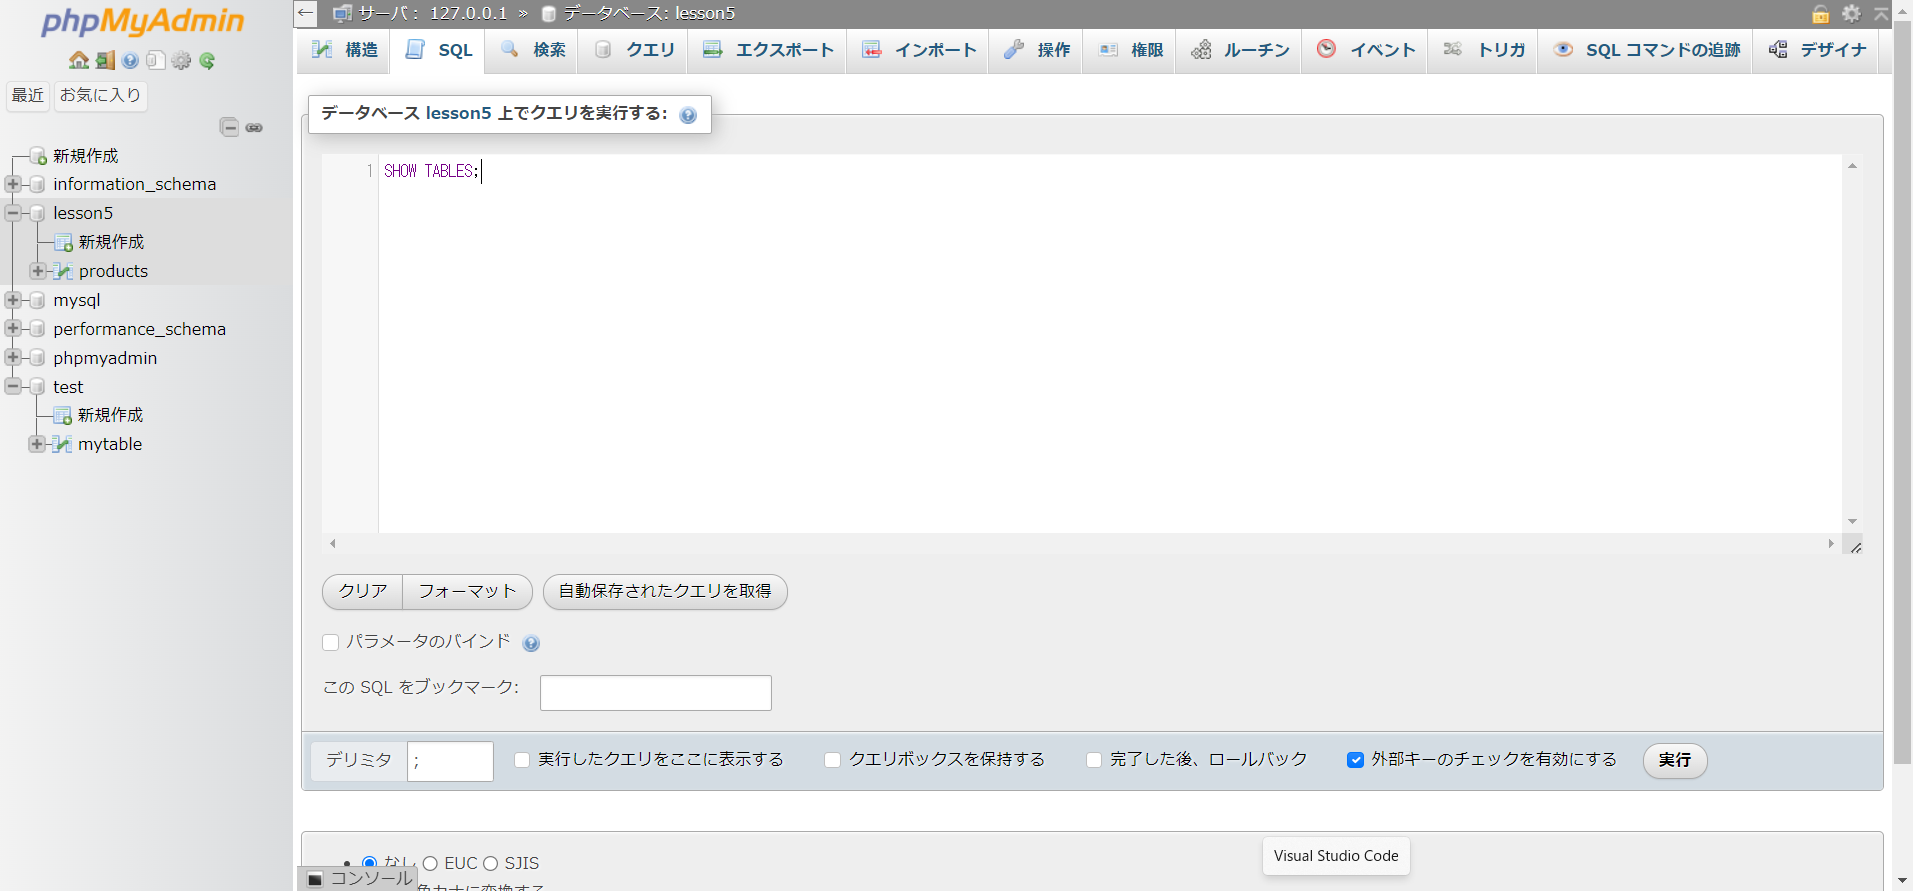 phpMyAdmin
最近 お気に入り
新規作成
information_schema
lesson5
新規作成
products
mysql
performance_schema
phpmyadmin
test
新規作成
mytable
← サーバ: 127.0.0.1 » データベース: lesson5
構造 SQL 検索 クエリ エクスポート インポート 操作 権限 ルーチン イベント トリガ SQL コマンドの追跡 デザイナ
データベース lesson5 上でクエリを実行する:
1 SHOW TABLES;
クリア フォーマット 自動保存されたクエリを取得
パラメータのバインド
この SQL をブックマーク:
デリミタ ; 実行したクエリをここに表示する クエリボックスを保持する 完了した後、ロールバック 外部キーのチェックを有効にする 実行
なし EUC SJIS
Visual Studio Code
コンソール